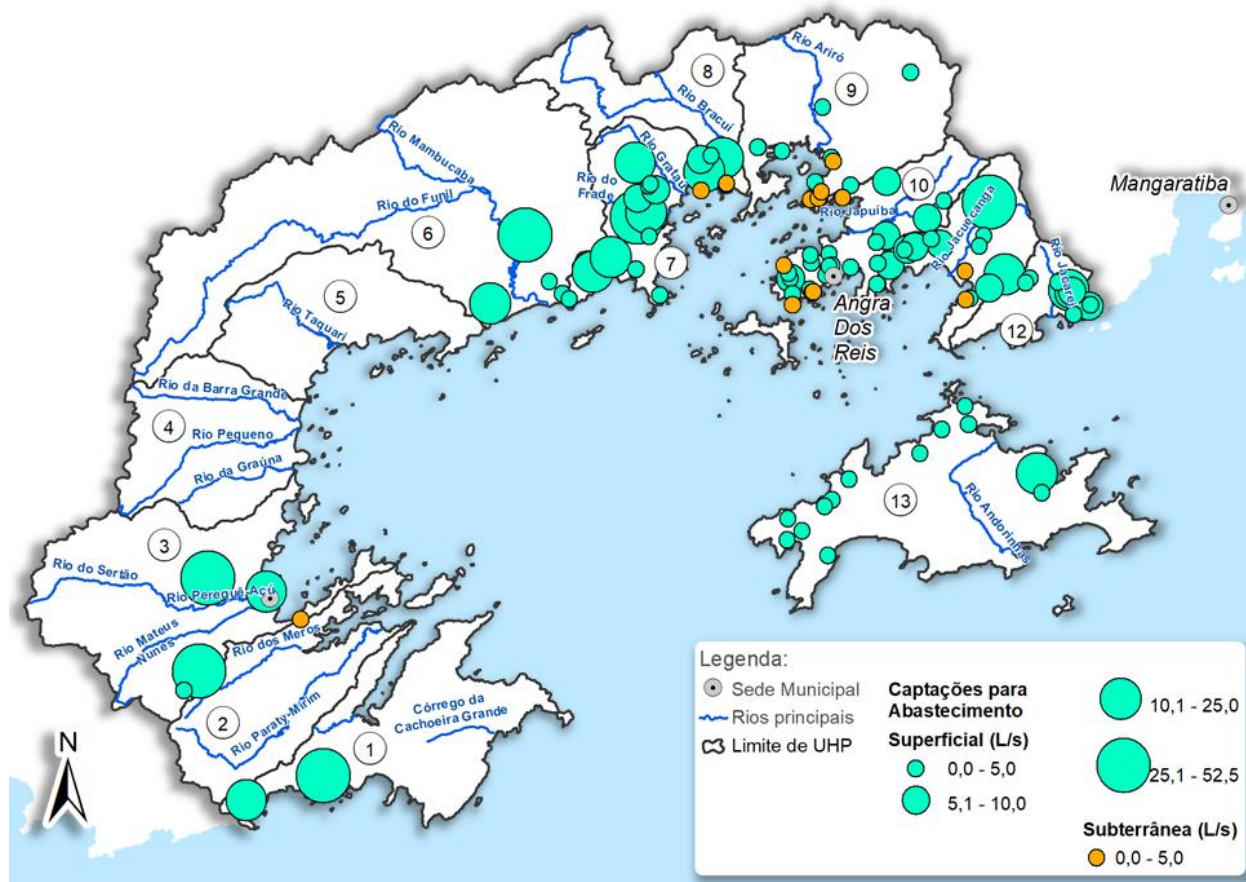 Rio Ariró
8
9
Rio Bracuí
Rio Mambucaba
Rio Grataú
Rio do
Frade
Mangaratiba
10
Rio do Funil
Rio Japuíba
Rio Jacuecanga
6
7
5
Rio Jacareí
Rio Taquari
Angra
Dos
Reis
12
Rio da Barra Grande
4
Rio Pequeno
Rio da Graúna
13
Rio Andorinhas
3
Rio do Sertão
Rio Perequê-Açú
Rio Mateus
Nunes
Rio dos Meros
2
Rio Paraty-Mirim
Córrego da
Cachoeira Grande
1
N
Legenda:
Sede Municipal
Rios principais
Limite de UHP
Captações para
Abastecimento
Superficial (L/s)
0,0 - 5,0
5,1 - 10,0
10,1 - 25,0
25,1 - 52,5
Subterrânea (L/s)
0,0 - 5,0